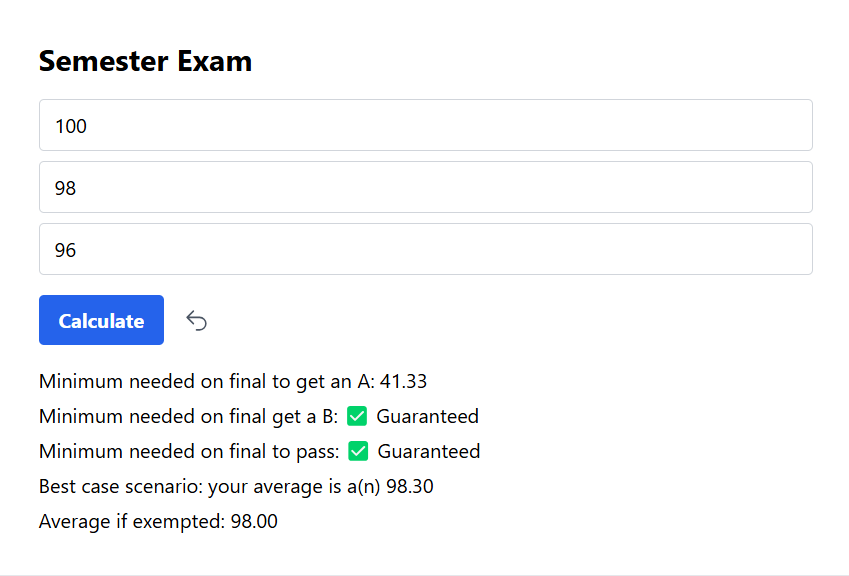 Semester Exam
100
98
96
Calculate
Minimum needed on final to get an A: 41.33
Minimum needed on final get a B: ✅ Guaranteed
Minimum needed on final to pass: ✅ Guaranteed
Best case scenario: your average is a(n) 98.30
Average if exempted: 98.00